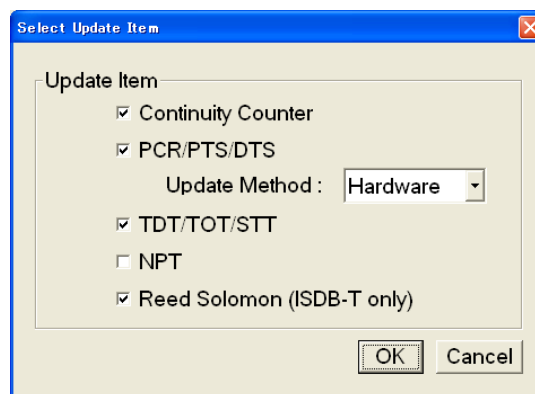 Select Update Item
Update Item
Continuity Counter
PCR/PTS/DTS
Update Method : Hardware
TDT/TOT/STT
NPT
Reed Solomon (ISDB-T only)
OK Cancel